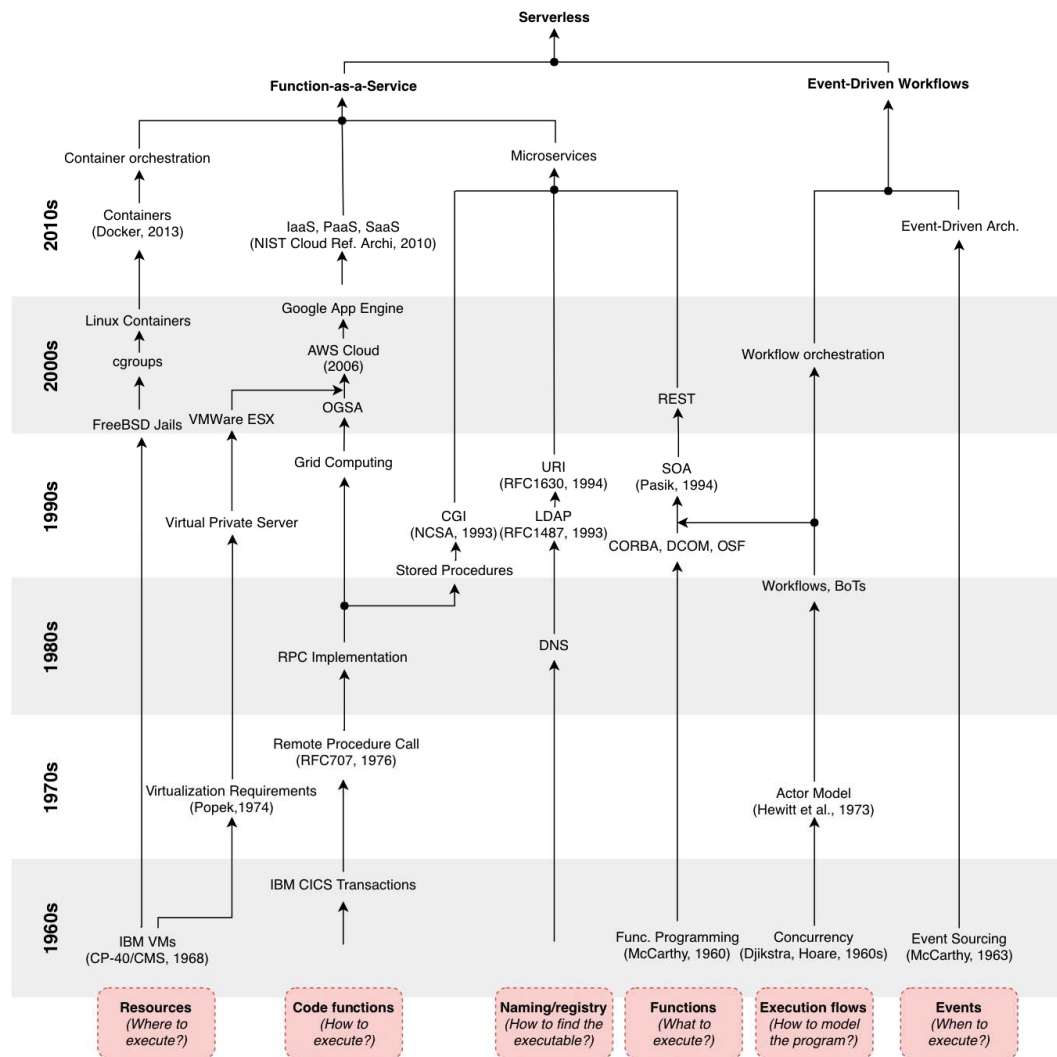 Serverless
Function-as-a-Service
Event-Driven Workflows
2010s
Container orchestration
Microservices
Containers
(Docker, 2013)
IaaS, PaaS, SaaS
(NIST Cloud Ref. Archi, 2010)
Event-Driven Arch.
2000s
Google App Engine
Linux Containers
AWS Cloud
(2006)
Workflow orchestration
cgroups
OGSA
REST
FreeBSD Jails
VMWare ESX
1990s
Grid Computing
URI
(RFC1630, 1994)
SOA
(Pasik, 1994)
Virtual Private Server
CGI
(NCSA, 1993)
LDAP
(RFC1487, 1993)
CORBA, DCOM, OSF
Stored Procedures
1980s
Workflows, BoTs
DNS
RPC Implementation
1970s
Remote Procedure Call
(RFC707, 1976)
Virtualization Requirements
(Popek,1974)
Actor Model
(Hewitt et al., 1973)
1960s
IBM CICS Transactions
IBM VMs
(CP-40/CMS, 1968)
Func. Programming
(McCarthy, 1960)
Concurrency
(Djikstra, Hoare, 1960s)
Event Sourcing
(McCarthy, 1963)
Resources
(Where to
execute?)
Code functions
(How to
execute?)
Naming/registry
(How to find the
executable?)
Functions
(What to
execute?)
Execution flows
(How to model
the program?)
Events
(When to
execute?)